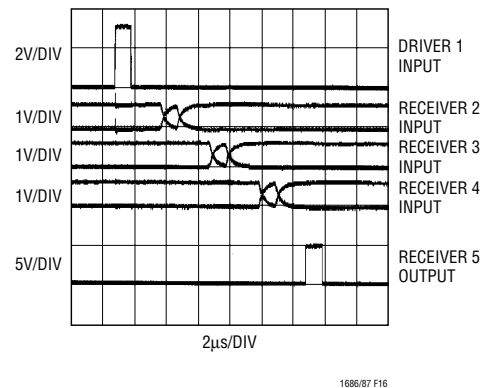 2V/DIV
DRIVER 1
INPUT
1V/DIV
RECEIVER 2
INPUT
1V/DIV
RECEIVER 3
INPUT
1V/DIV
RECEIVER 4
INPUT
5V/DIV
RECEIVER 5
OUTPUT
2µs/DIV
1686/87 F16